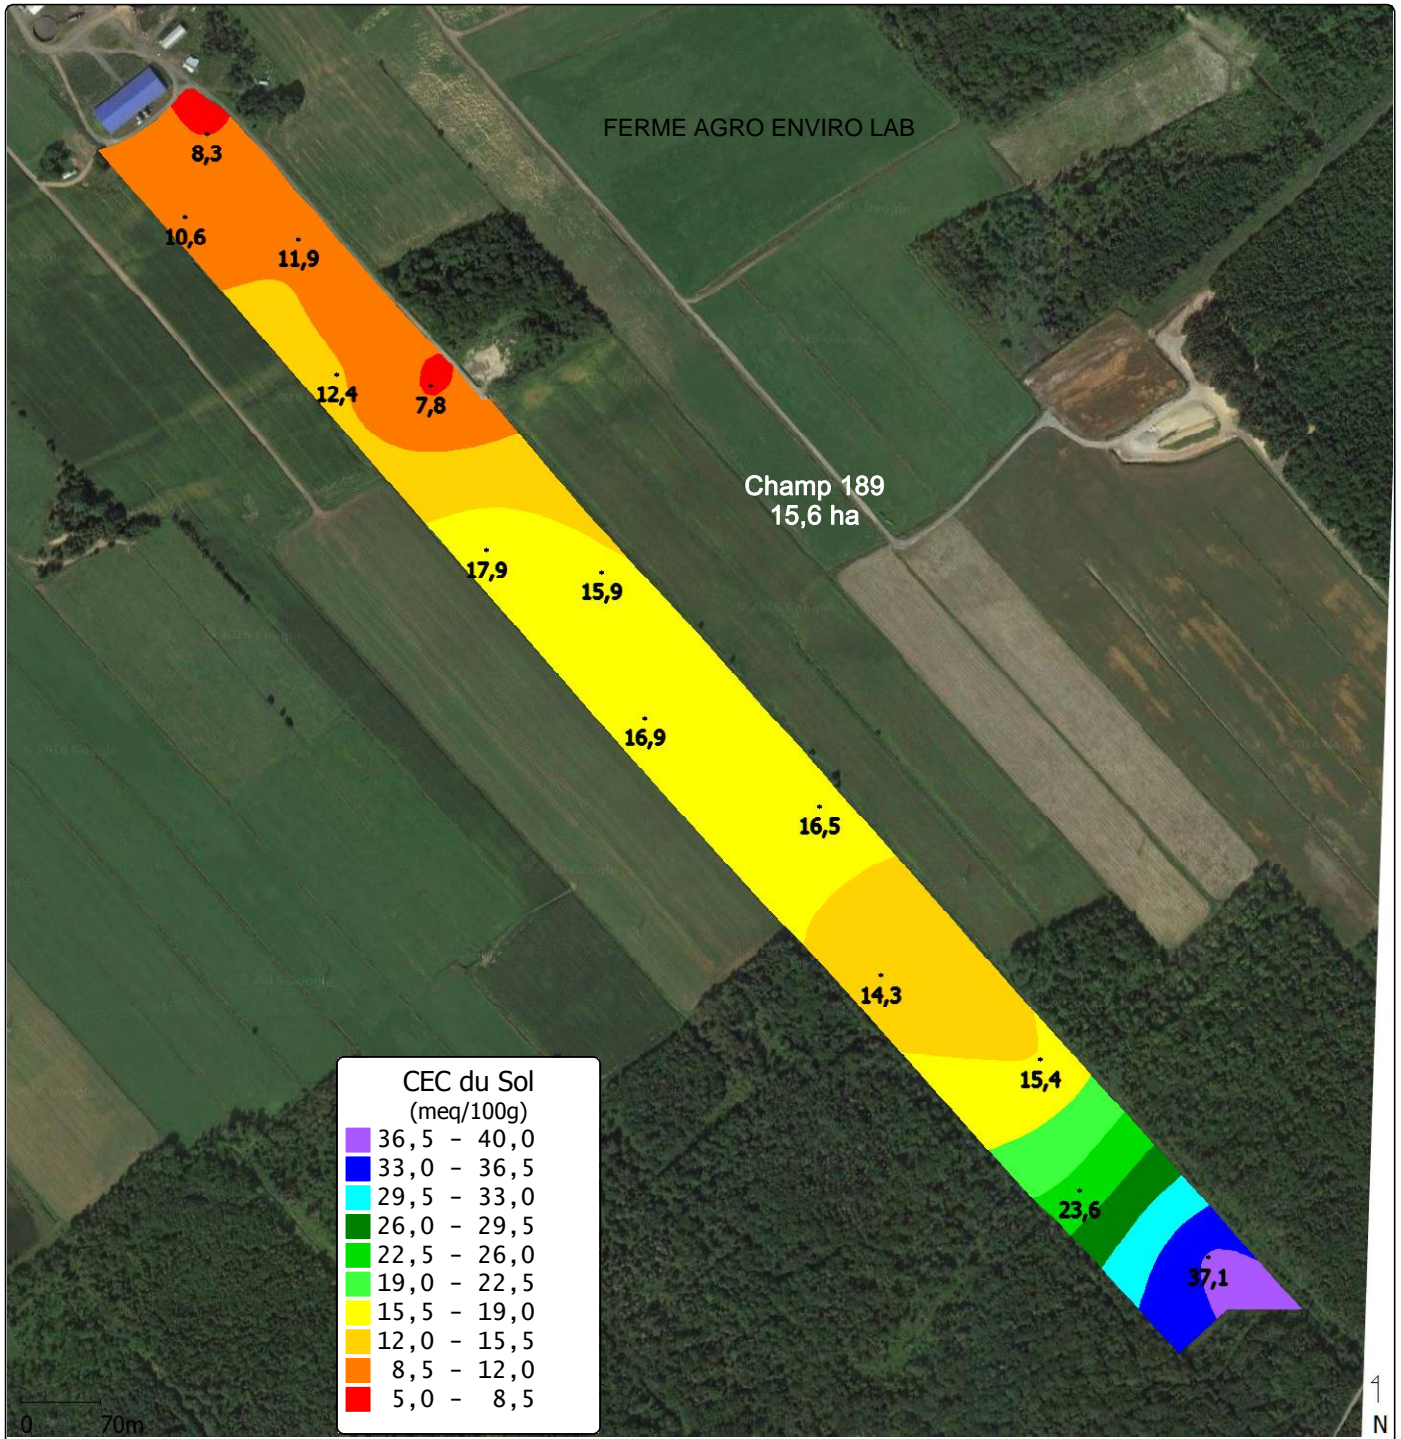 FERME AGRO ENVIRO LAB
8,3
10,6
11,9
12,4
7,8
Champ 189
15,6 ha
17,9
15,9
16,9
16,5
14,3
15,4
23,6
37,1
CEC du Sol
(meq/100g)
36,5 - 40,0
33,0 - 36,5
29,5 - 33,0
26,0 - 29,5
22,5 - 26,0
19,0 - 22,5
15,5 - 19,0
12,0 - 15,5
8,5 - 12,0
5,0 - 8,5
0 70m
N